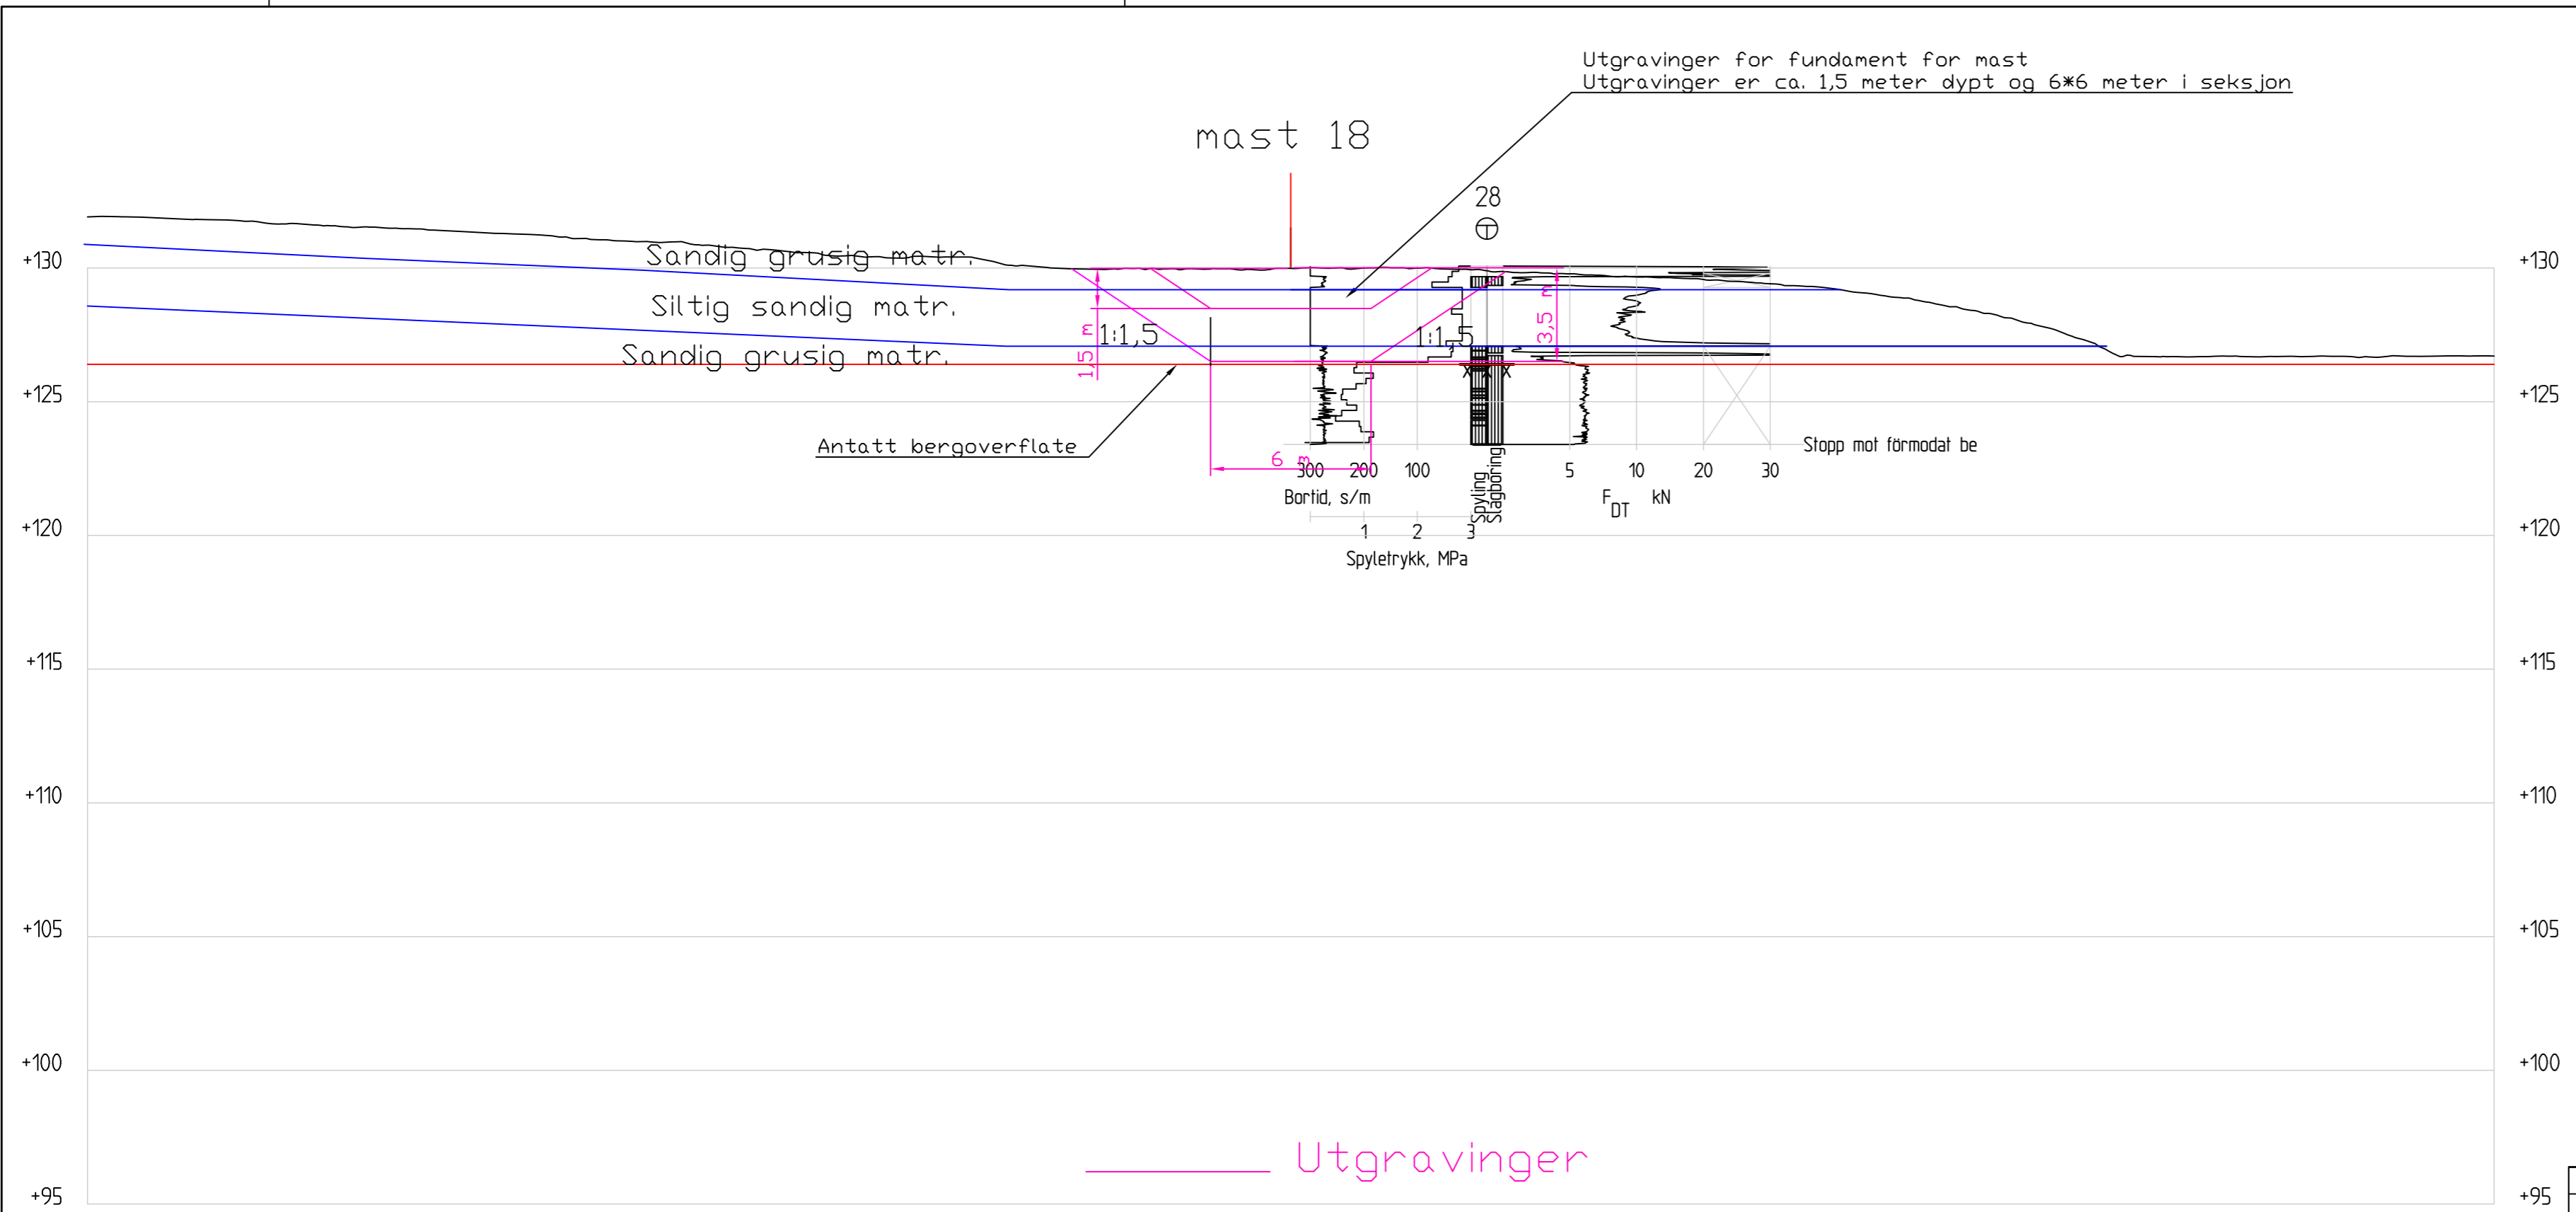 Utgravinger for fundament for mast
Utgravinger er ca. 1,5 meter dypt og 6*6 meter i seksjon
mast 18
28
+130
Sandig grusig matr.
+130
Siltig sandig matr.
1,5 m
1:1,5
1:1,5
3,5 m
Sandig grusig matr.
+125
+125
Antatt bergoverflate
6 m
Stopp mot förmodat be
300 200 100
5 10 20 30
Bortid, s/m
Spyling
Slagboring
F DT kN
+120
1 2 3
+120
Spyletrykk, MPa
+115
+115
+110
+110
+105
+105
+100
+100
Utgravinger
+95
+95